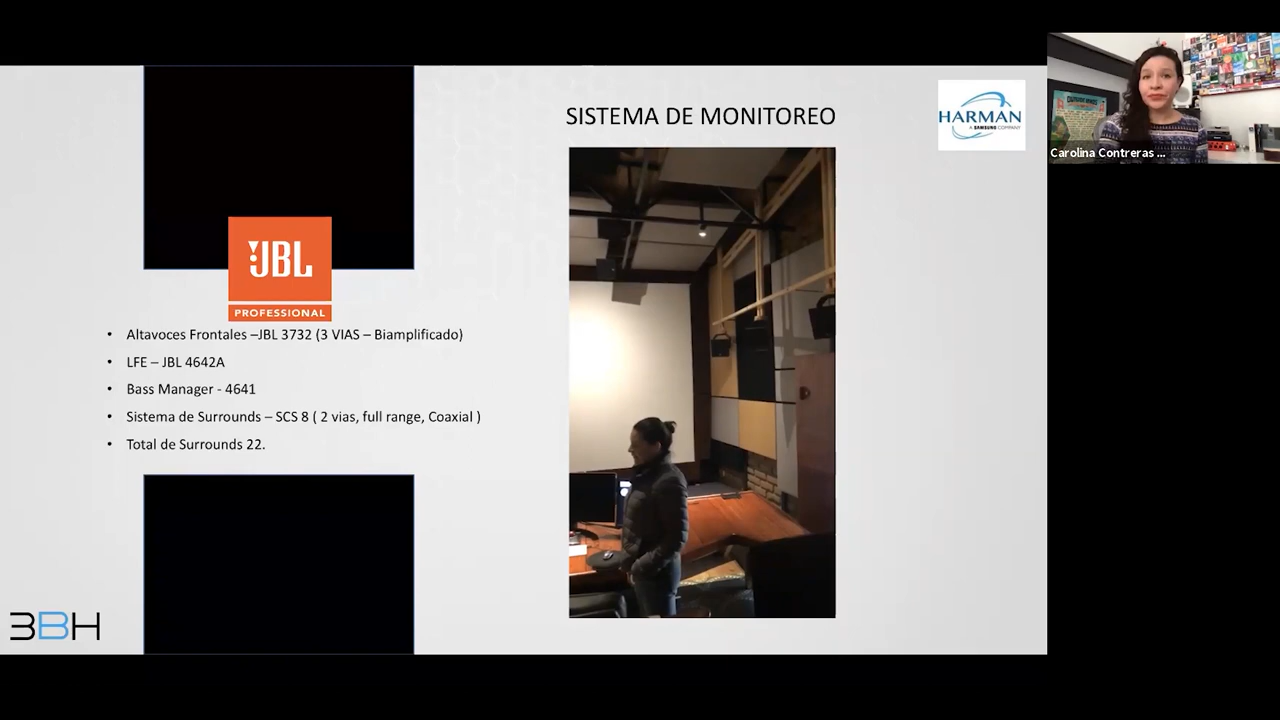 SISTEMA DE MONITOREO
HARMAN
A SAMSUNG COMPANY
Carolina Contreras ...
JBL
PROFESSIONAL
• Altavoces Frontales –JBL 3732 (3 VIAS – Biamplificado)
• LFE – JBL 4642A
• Bass Manager - 4641
• Sistema de Surrounds – SCS 8 ( 2 vias, full range, Coaxial )
• Total de Surrounds 22.
3BH